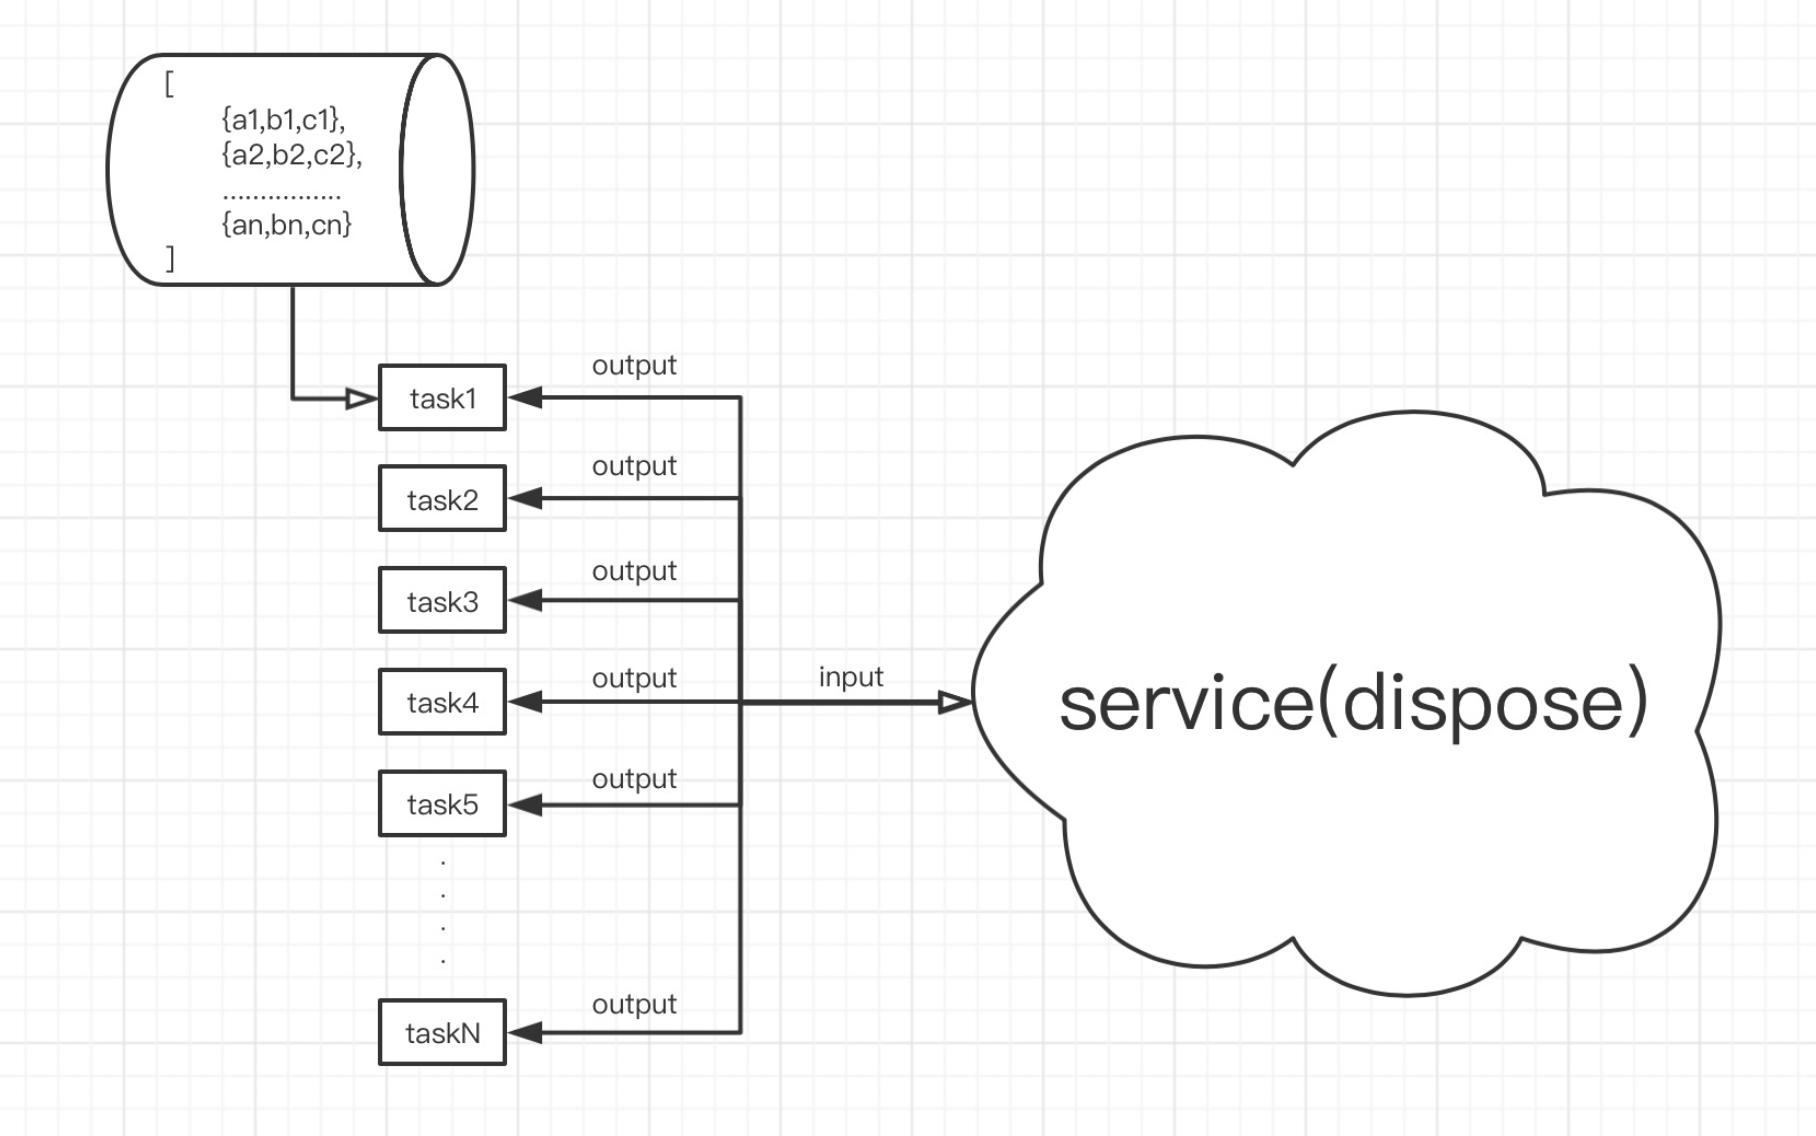 [
{a1,b1,c1},
{a2,b2,c2},
................
{an,bn,cn}
]
output
task1
output
task2
output
task3
output
task4
input
service(dispose)
output
task5
.
.
.
.
output
taskN